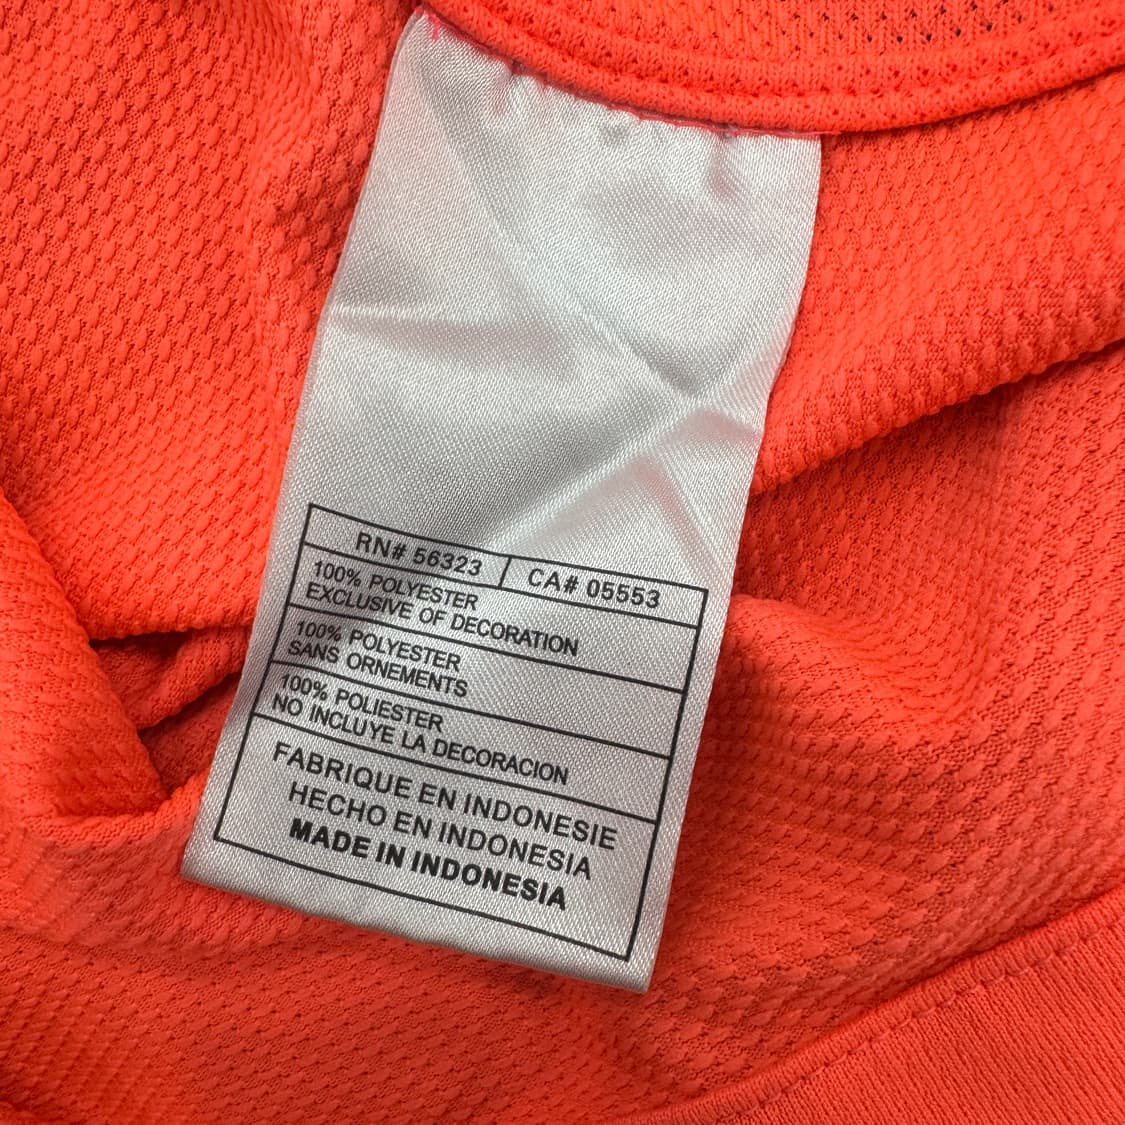 RN# 56323 CA# 05553
100% POLYESTER
EXCLUSIVE OF DECORATION
100% POLYESTER
SANS ORNEMENTS
100% POLIESTER
NO INCLUYE LA DECORACION
FABRIQUE EN INDONESIE
HECHO EN INDONESIA
MADE IN INDONESIA